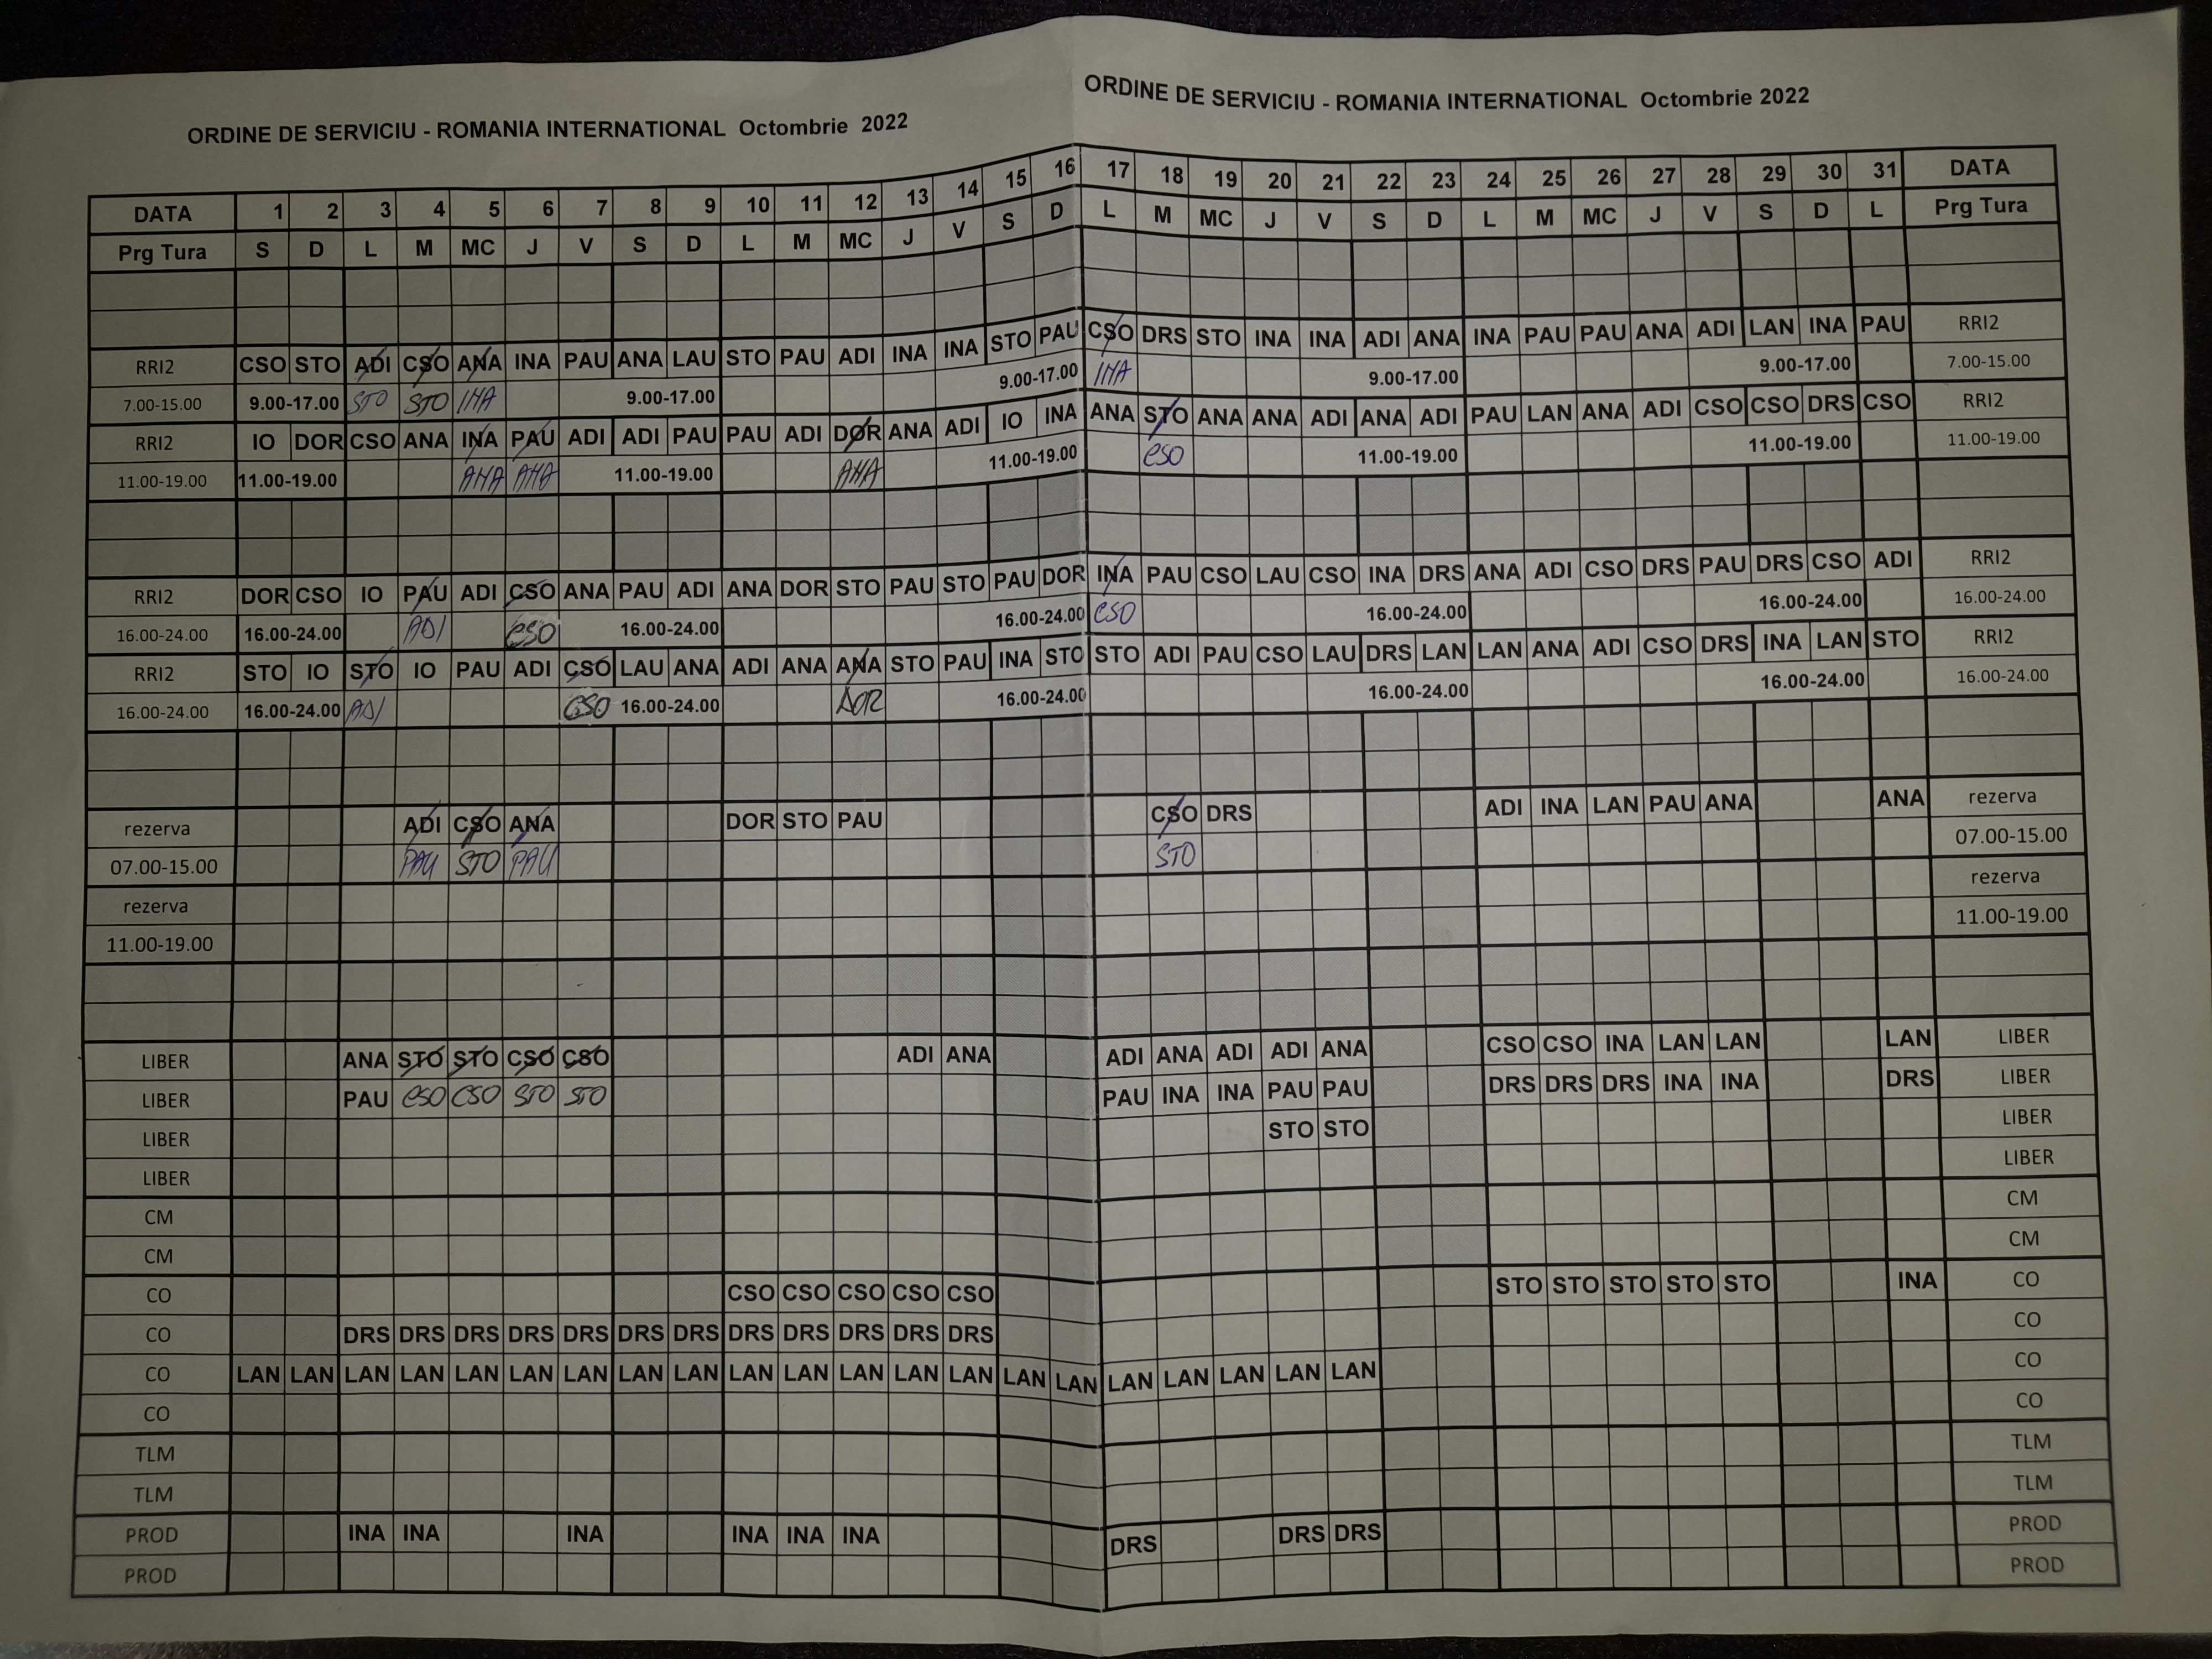 ORDINE DE SERVICIU - ROMANIA INTERNATIONAL Octombrie 2022 ORDINE DE SERVICIU - ROMANIA INTERNATIONAL Octombrie 2022
DATA 1 2 3 4 5 6 7 8 9 10 11 12 13 14 15 16 17 18 19 20 21 22 23 24 25 26 27 28 29 30 31 DATA
Prg Tura S D L M MC J V S D L M MC J V S D L M MC J V S D L M MC J V S D L Prg Tura
RRI2 CSO STO ADI CSO ANA INA PAU ANA LAU STO PAU ADI INA INA STO PAU CSO DRS STO INA INA ADI ANA INA PAU PAU ANA ADI LAN INA PAU RRI2
7.00-15.00 9.00-17.00 STO STO INA 9.00-17.00 9.00-17.00 INA 9.00-17.00 9.00-17.00 7.00-15.00
RRI2 IO DOR CSO ANA INA PAU ADI ADI PAU PAU ADI DOR ANA ADI IO INA ANA STO ANA ANA ADI ANA ADI PAU LAN ANA ADI CSO CSO DRS CSO RRI2
11.00-19.00 11.00-19.00 ANA ANA 11.00-19.00 ANA 11.00-19.00 CSO 11.00-19.00 11.00-19.00 11.00-19.00
RRI2 DOR CSO IO PAU ADI CSO ANA PAU ADI ANA DOR STO PAU STO PAU DOR INA PAU CSO LAU CSO INA DRS ANA ADI CSO DRS PAU DRS CSO ADI RRI2
16.00-24.00 16.00-24.00 ADI CSO 16.00-24.00 16.00-24.00 CSO 16.00-24.00 16.00-24.00 16.00-24.00
RRI2 STO IO STO IO PAU ADI CSO LAU ANA ADI ANA ANA STO PAU INA STO STO ADI PAU CSO LAU DRS LAN LAN ANA ADI CSO DRS INA LAN STO RRI2
16.00-24.00 16.00-24.00 ADI CSO 16.00-24.00 DOR 16.00-24.00 16.00-24.00 16.00-24.00 16.00-24.00
rezerva ADI CSO ANA DOR STO PAU CSO DRS ADI INA LAN PAU ANA ANA rezerva
07.00-15.00 PAU STO PAU STO 07.00-15.00
rezerva rezerva
11.00-19.00 11.00-19.00
LIBER ANA STO STO CSO CSO ADI ANA ADI ANA ADI ADI ANA CSO CSO INA LAN LAN LAN LIBER
LIBER PAU CSO CSO STO STO PAU INA INA PAU PAU DRS DRS DRS INA INA DRS LIBER
LIBER STO STO LIBER
LIBER LIBER
CM CM
CM CM
CO CSO CSO CSO CSO CSO STO STO STO STO STO INA CO
CO DRS DRS DRS DRS DRS DRS DRS DRS DRS DRS DRS DRS CO
CO LAN LAN LAN LAN LAN LAN LAN LAN LAN LAN LAN LAN LAN LAN LAN LAN LAN LAN LAN LAN LAN CO
CO CO
TLM TLM
TLM TLM
PROD INA INA INA INA INA INA DRS DRS DRS PROD
PROD PROD